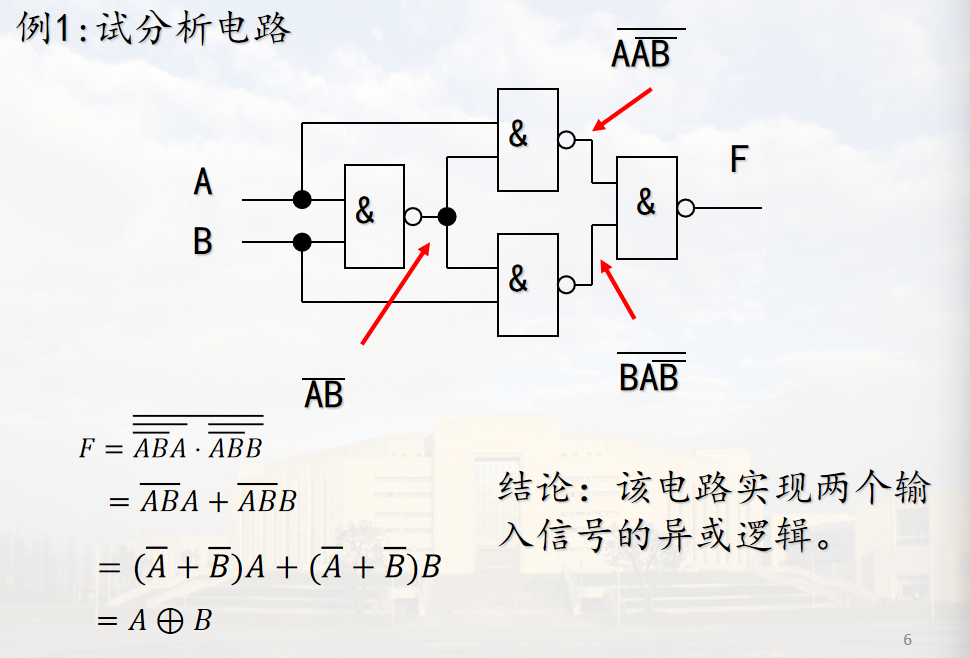 例1:试分析电路
A\overline{AB} (overline)
&
F
A
&
&
B
&
\overline{AB}
\overline{B\overline{AB}}
F = \overline{\overline{\overline{AB}A} · \overline{\overline{AB}B}}
= \overline{AB}A + \overline{AB}B
结论：该电路实现两个输
入信号的异或逻辑。
= (\overline{A} + \overline{B})A + (\overline{A} + \overline{B})B
= A ⊕ B
6